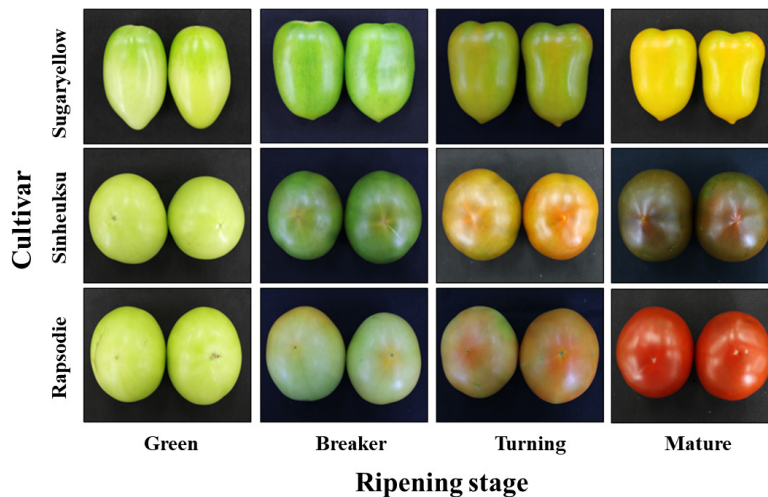 Cultivar
Sugaryellow
Sinheuksu
Rapsodie
Green
Breaker
Turning
Mature
Ripening stage